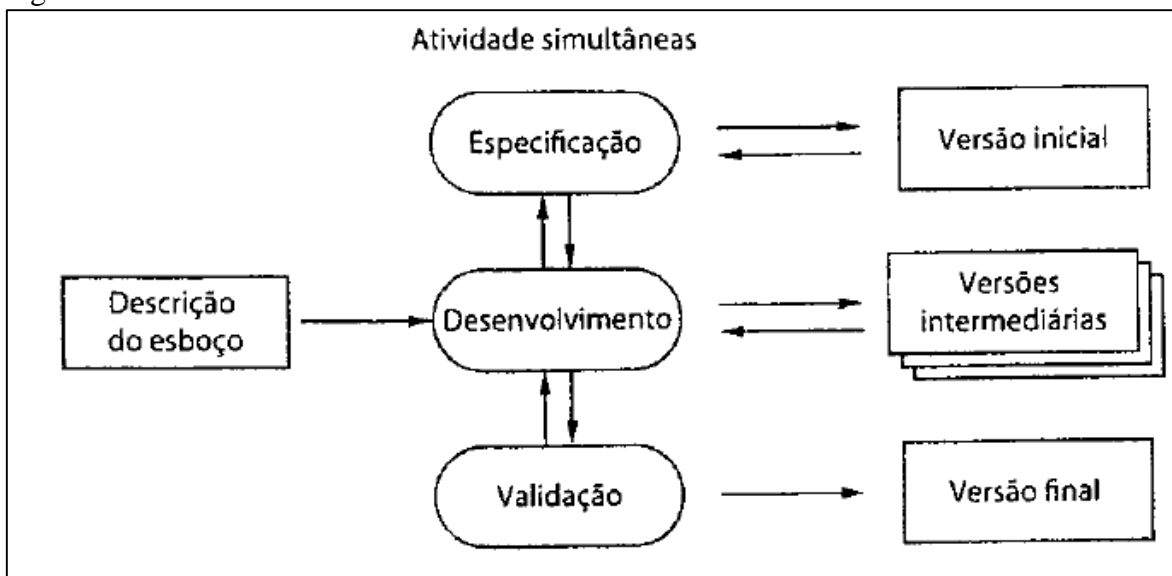 Atividade simultâneas
Especificação
Versão inicial
Descrição
do esboço
Desenvolvimento
Versões
intermediárias
Validação
Versão final